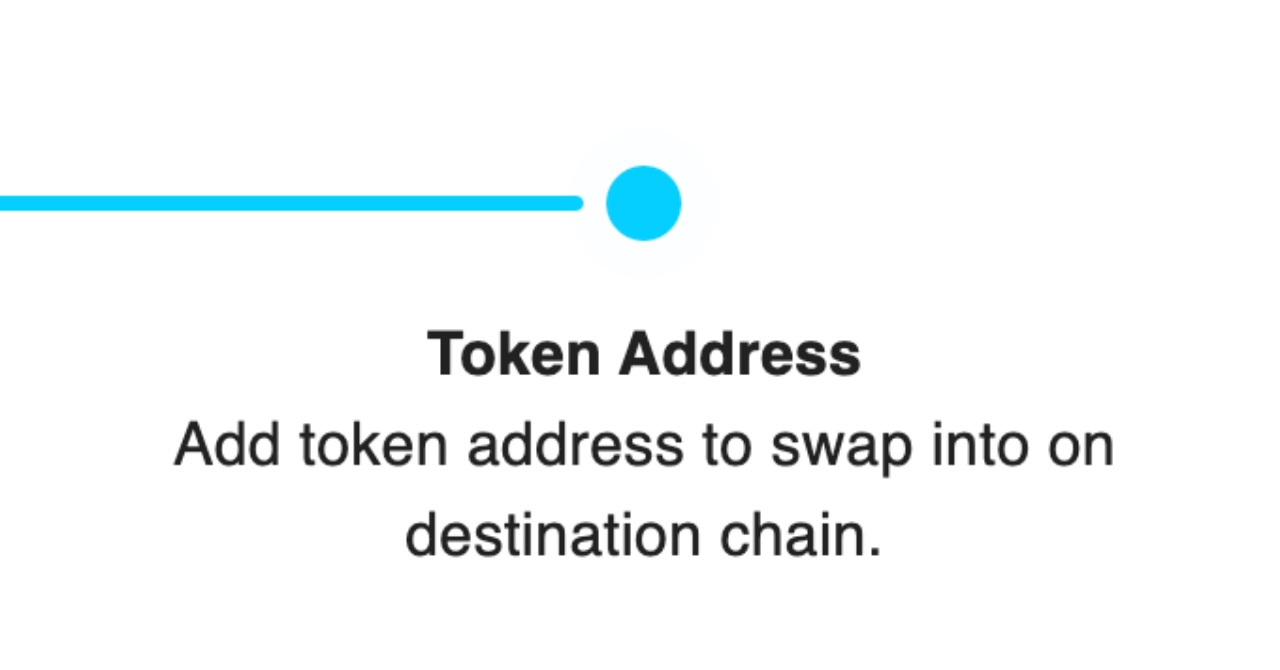 Token Address
Add token address to swap into on
destination chain.